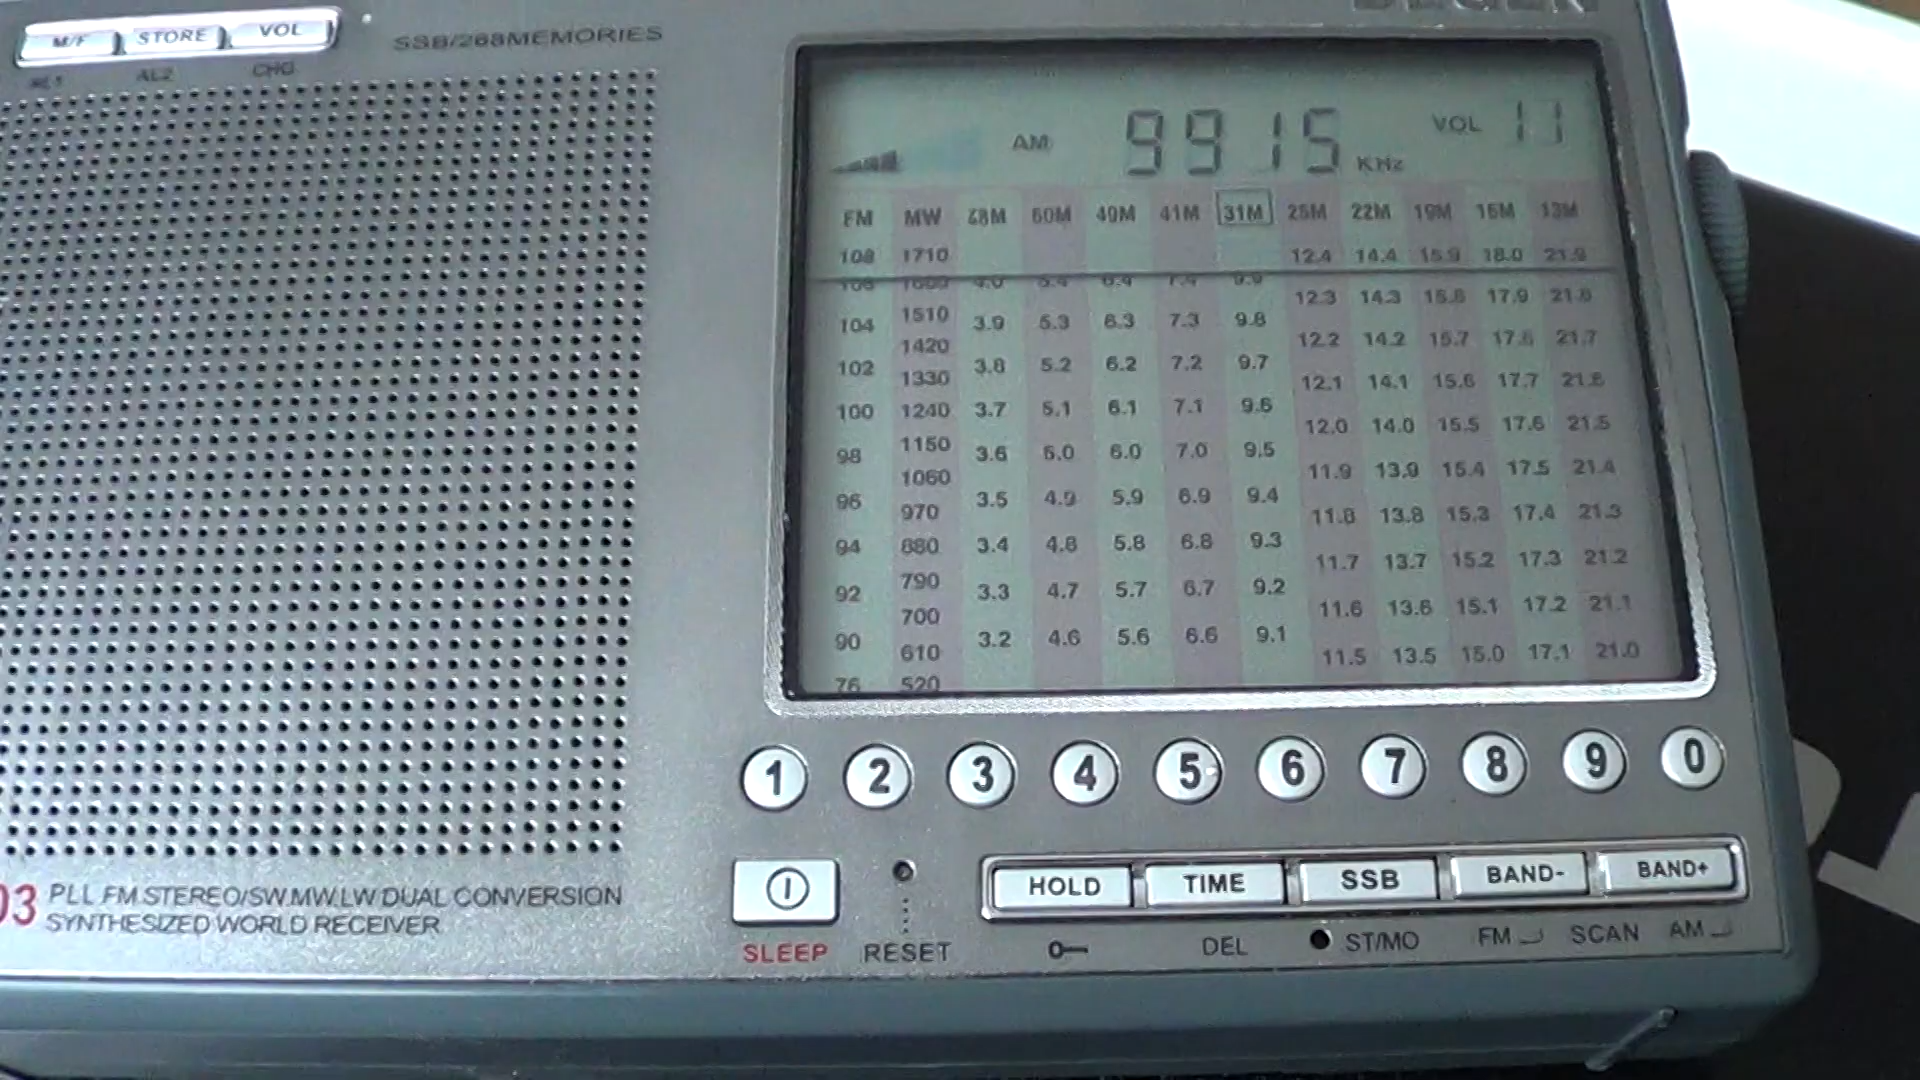 M/F STORE VOL
AL1 AL2 CHG
SSB/268MEMORIES
DEGEN
AM 9915 KHz VOL 11
FM MW 68M 60M 49M 41M 31M 25M 22M 19M 16M 13M
108 1710 12.4 14.4 15.9 18.0 21.9
12.3 14.3 15.8 17.9 21.8
104 1510 3.9 5.3 6.3 7.3 9.8
1420 12.2 14.2 15.7 17.8 21.7
102 1330 3.8 5.2 6.2 7.2 9.7
12.1 14.1 15.6 17.7 21.6
100 1240 3.7 5.1 6.1 7.1 9.6
1150 12.0 14.0 15.5 17.6 21.5
98 3.6 5.0 6.0 7.0 9.5
1060 11.9 13.9 15.4 17.5 21.4
96 970 3.5 4.9 5.9 6.9 9.4
11.8 13.8 15.3 17.4 21.3
94 880 3.4 4.8 5.8 6.8 9.3
790 11.7 13.7 15.2 17.3 21.2
92 3.3 4.7 5.7 6.7 9.2
700 11.6 13.6 15.1 17.2 21.1
90 610 3.2 4.6 5.6 6.6 9.1
11.5 13.5 15.0 17.1 21.0
76 520
1 2 3 4 5 6 7 8 9 0
HOLD TIME SSB BAND- BAND+
SLEEP RESET DEL ST/MO FM SCAN AM
03 PLL FM STEREO/SW.MW.LW DUAL CONVERSION
SYNTHESIZED WORLD RECEIVER